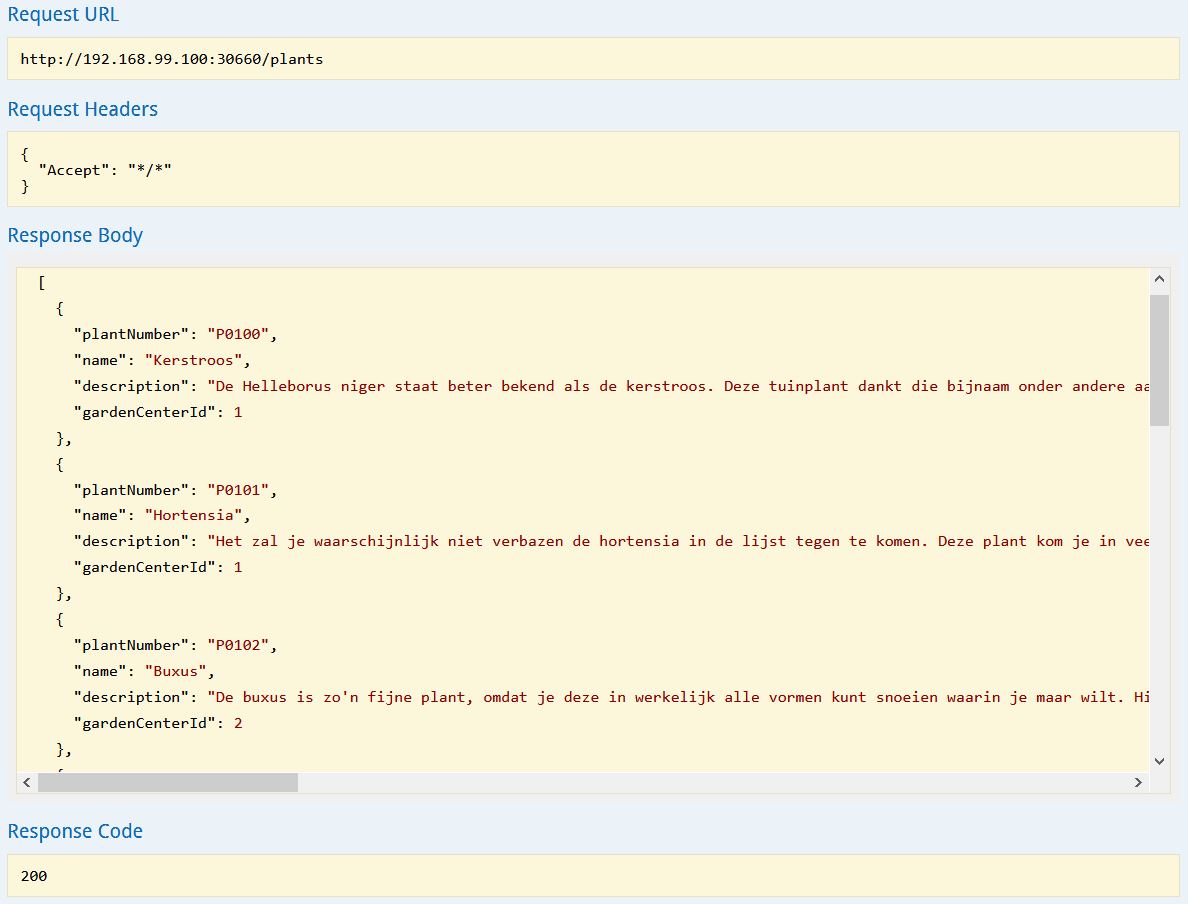 Request URL
http://192.168.99.100:30660/plants
Request Headers
{
"Accept": "*/*"
}
Response Body
[
{
"plantNumber": "P0100",
"name": "Kerstroos",
"description": "De Helleborus niger staat beter bekend als de kerstroos. Deze tuinplant dankt die bijnaam onder andere aa
"gardenCenterId": 1
},
{
"plantNumber": "P0101",
"name": "Hortensia",
"description": "Het zal je waarschijnlijk niet verbazen de hortensia in de lijst tegen te komen. Deze plant kom je in vee
"gardenCenterId": 1
},
{
"plantNumber": "P0102",
"name": "Buxus",
"description": "De buxus is zo'n fijne plant, omdat je deze in werkelijk alle vormen kunt snoeien waarin je maar wilt. Hi
"gardenCenterId": 2
},
{
Response Code
200